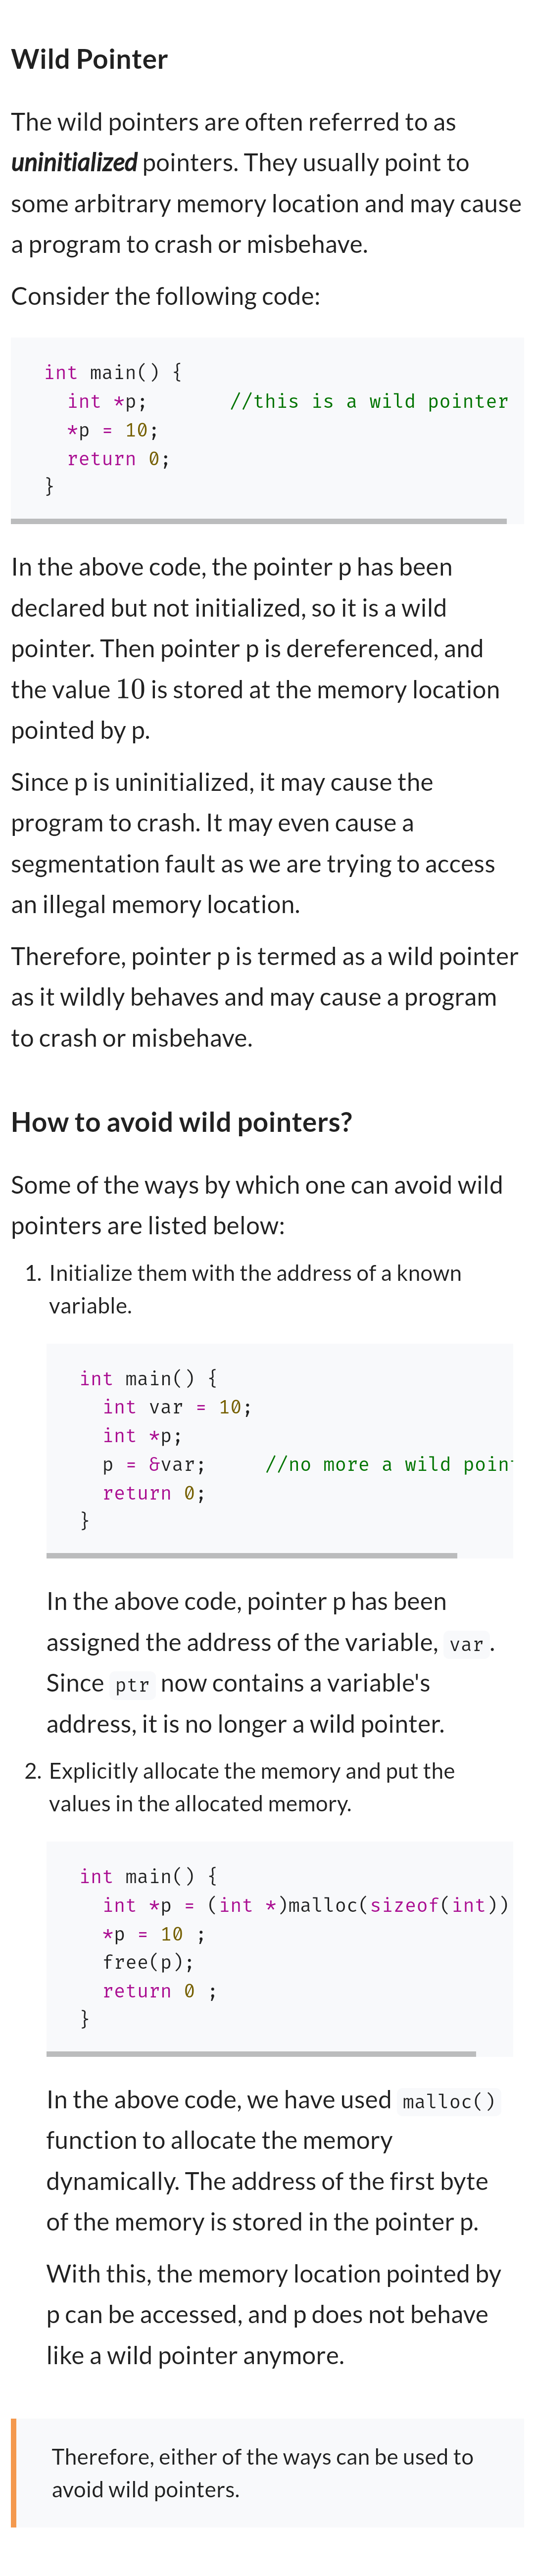 Wild Pointer
The wild pointers are often referred to as
uninitialized pointers. They usually point to
some arbitrary memory location and may cause
a program to crash or misbehave.
Consider the following code:
int main() {
  int *p;       //this is a wild pointer
  *p = 10;
  return 0;
}
In the above code, the pointer p has been
declared but not initialized, so it is a wild
pointer. Then pointer p is dereferenced, and
the value 10 is stored at the memory location
pointed by p.
Since p is uninitialized, it may cause the
program to crash. It may even cause a
segmentation fault as we are trying to access
an illegal memory location.
Therefore, pointer p is termed as a wild pointer
as it wildly behaves and may cause a program
to crash or misbehave.
How to avoid wild pointers?
Some of the ways by which one can avoid wild
pointers are listed below:
1. Initialize them with the address of a known
variable.
int main() {
  int var = 10;
  int *p;
  p = &var;     //no more a wild point
  return 0;
}
In the above code, pointer p has been
assigned the address of the variable, var.
Since ptr now contains a variable's
address, it is no longer a wild pointer.
2. Explicitly allocate the memory and put the
values in the allocated memory.
int main() {
  int *p = (int *)malloc(sizeof(int))
  *p = 10 ;
  free(p);
  return 0 ;
}
In the above code, we have used malloc()
function to allocate the memory
dynamically. The address of the first byte
of the memory is stored in the pointer p.
With this, the memory location pointed by
p can be accessed, and p does not behave
like a wild pointer anymore.
Therefore, either of the ways can be used to
avoid wild pointers.